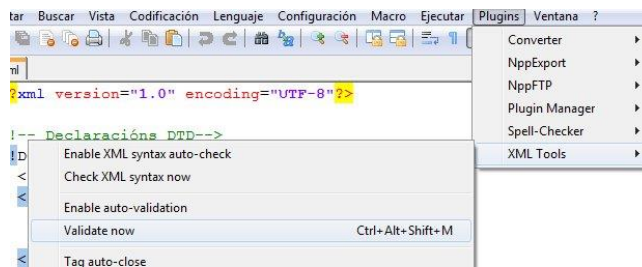 tar Buscar Vista Codificación Lenguaje Configuración Macro Ejecutar Plugins Ventana ?
Converter
NppExport
ml
NppFTP
?xml version="1.0" encoding="UTF-8"?>
Plugin Manager
Spell-Checker
!-- Declaracións DTD-->
XML Tools
!D
Enable XML syntax auto-check
<
Check XML syntax now
<
Enable auto-validation
Validate now Ctrl+Alt+Shift+M
<
Tag auto-close